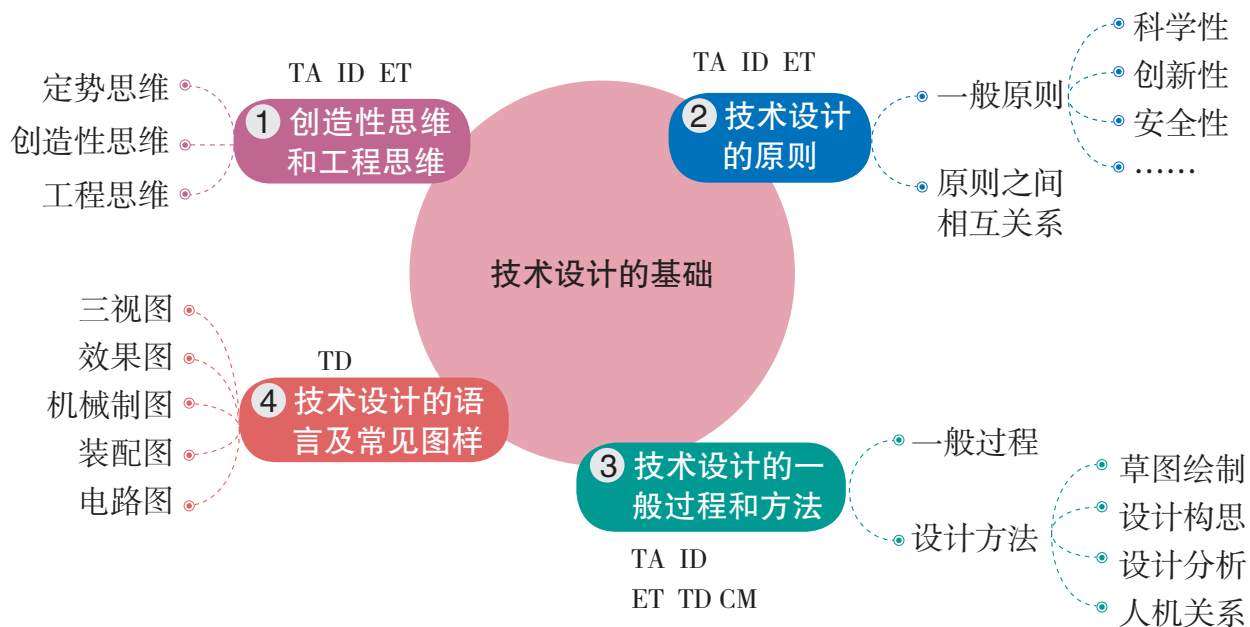 技术设计的基础
TA ID ET
1 创造性思维
和工程思维
定势思维
创造性思维
工程思维
TA ID ET
2 技术设计
的原则
一般原则
科学性
创新性
安全性
……
原则之间
相互关系
3 技术设计的一
般过程和方法
TA ID
ET TD CM
一般过程
设计方法
草图绘制
设计构思
设计分析
人机关系
TD
4 技术设计的语
言及常见图样
三视图
效果图
机械制图
装配图
电路图